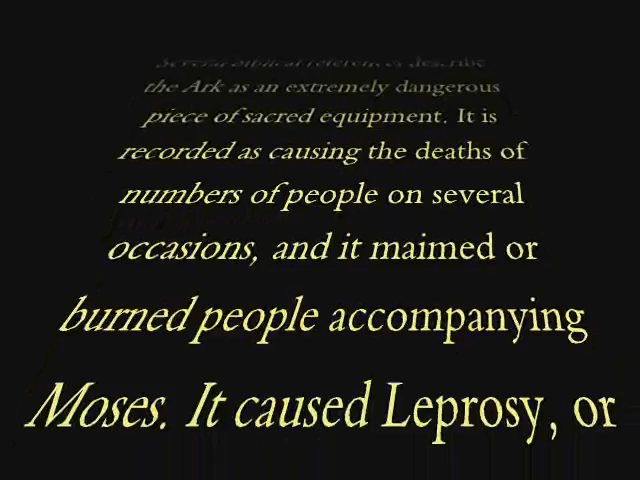 Several biblical references describe
the Ark as an extremely dangerous
piece of sacred equipment. It is
recorded as causing the deaths of
numbers of people on several
occasions, and it maimed or
burned people accompanying
Moses. It caused Leprosy, or